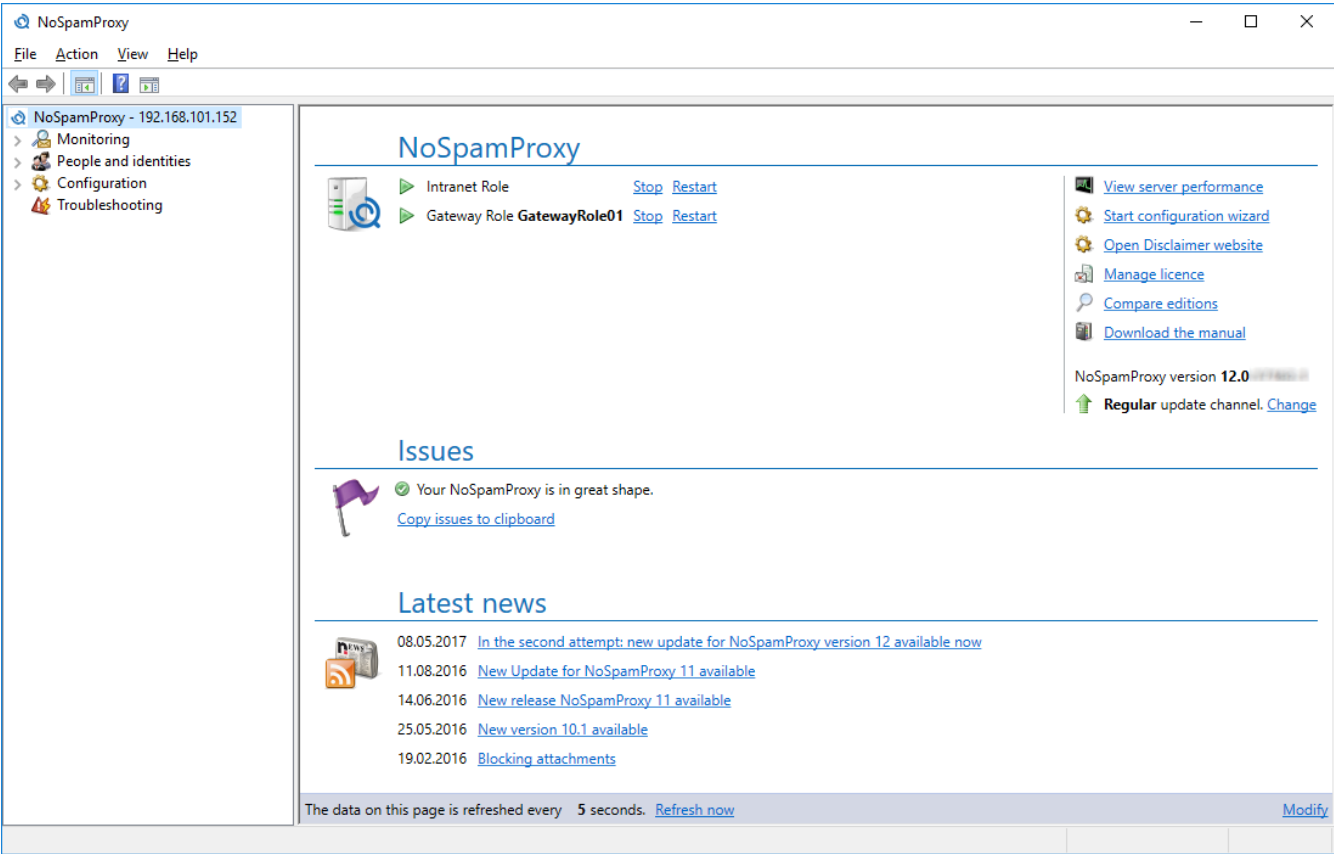 NoSpamProxy
File Action View Help
NoSpamProxy - 192.168.101.152
Monitoring
People and identities
Configuration
Troubleshooting
NoSpamProxy
Intranet Role Stop Restart
Gateway Role GatewayRole01 Stop Restart
View server performance
Start configuration wizard
Open Disclaimer website
Manage licence
Compare editions
Download the manual
NoSpamProxy version 12.0
Regular update channel. Change
Issues
Your NoSpamProxy is in great shape.
Copy issues to clipboard
Latest news
NEWS
08.05.2017 In the second attempt: new update for NoSpamProxy version 12 available now
11.08.2016 New Update for NoSpamProxy 11 available
14.06.2016 New release NoSpamProxy 11 available
25.05.2016 New version 10.1 available
19.02.2016 Blocking attachments
The data on this page is refreshed every 5 seconds. Refresh now
Modify